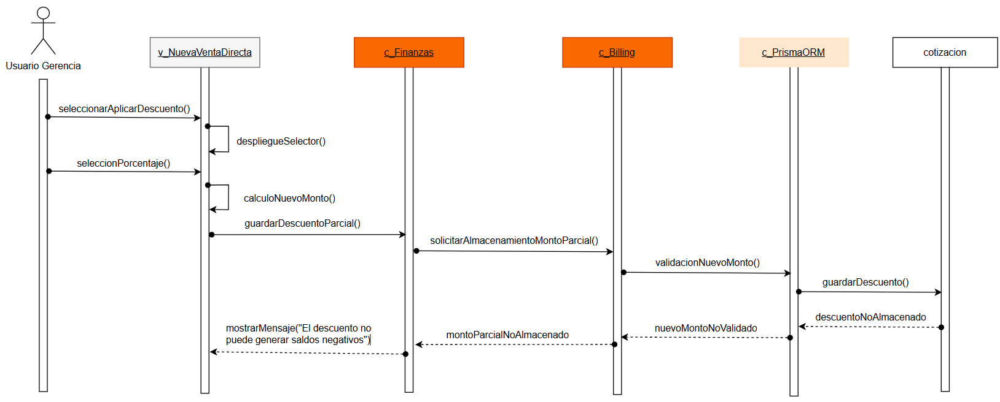 Usuario Gerencia
v_NuevaVentaDirecta
c_Finanzas
c_Billing
c_PrismaORM
cotizacion
seleccionarAplicarDescuento()
despliegueSelector()
seleccionPorcentaje()
calculoNuevoMonto()
guardarDescuentoParcial()
solicitarAlmacenamientoMontoParcial()
validacionNuevoMonto()
guardarDescuento()
descuentoNoAlmacenado
nuevoMontoNoValidado
montoParcialNoAlmacenado
mostrarMensaje("El descuento no
puede generar saldos negativos")